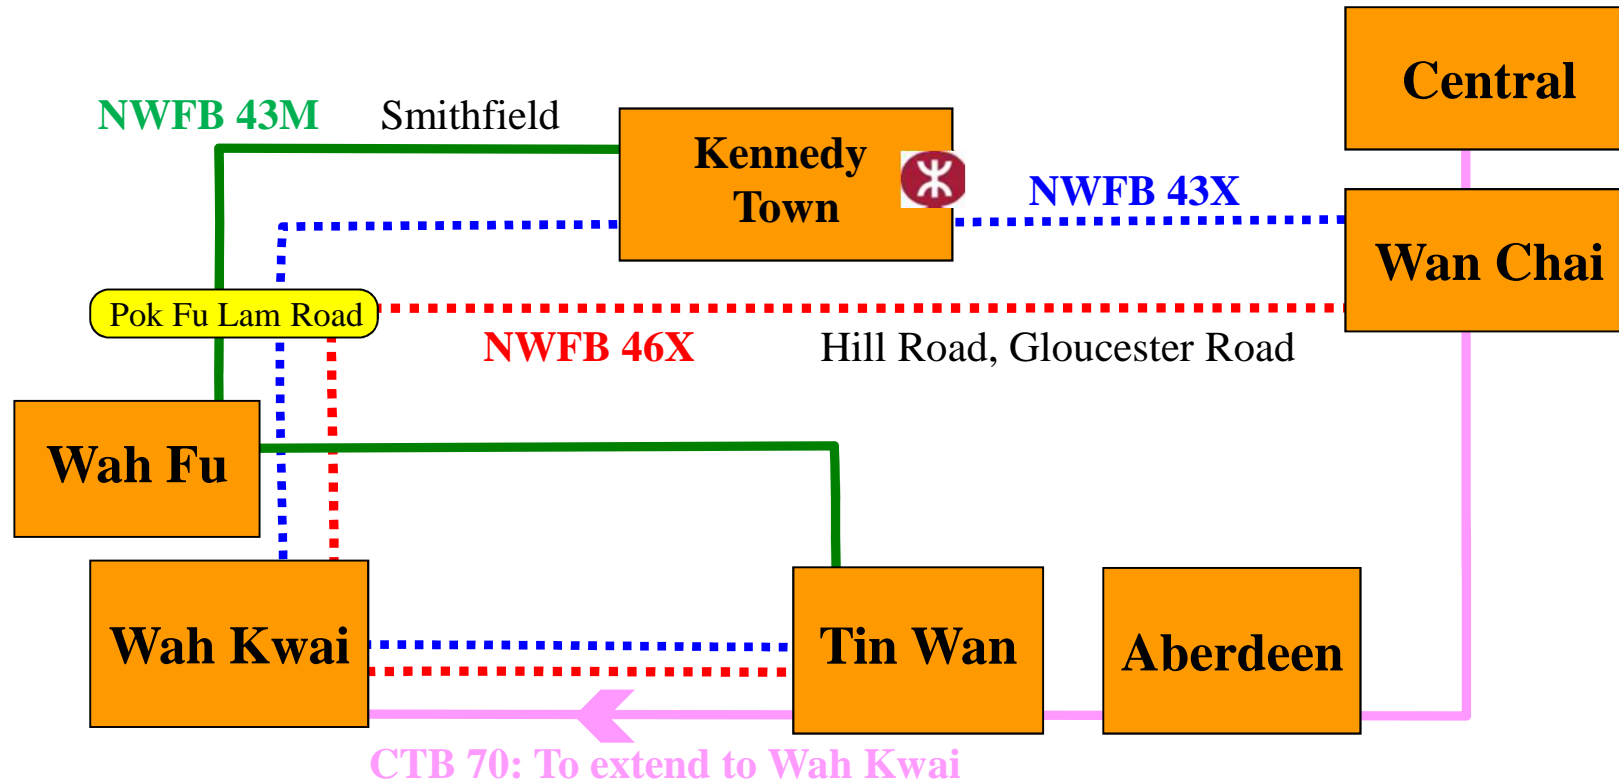 Central
NWFB 43M
Smithfield
Kennedy
Town
NWFB 43X
Wan Chai
Pok Fu Lam Road
NWFB 46X
Hill Road, Gloucester Road
Wah Fu
Wah Kwai
Tin Wan
Aberdeen
CTB 70: To extend to Wah Kwai